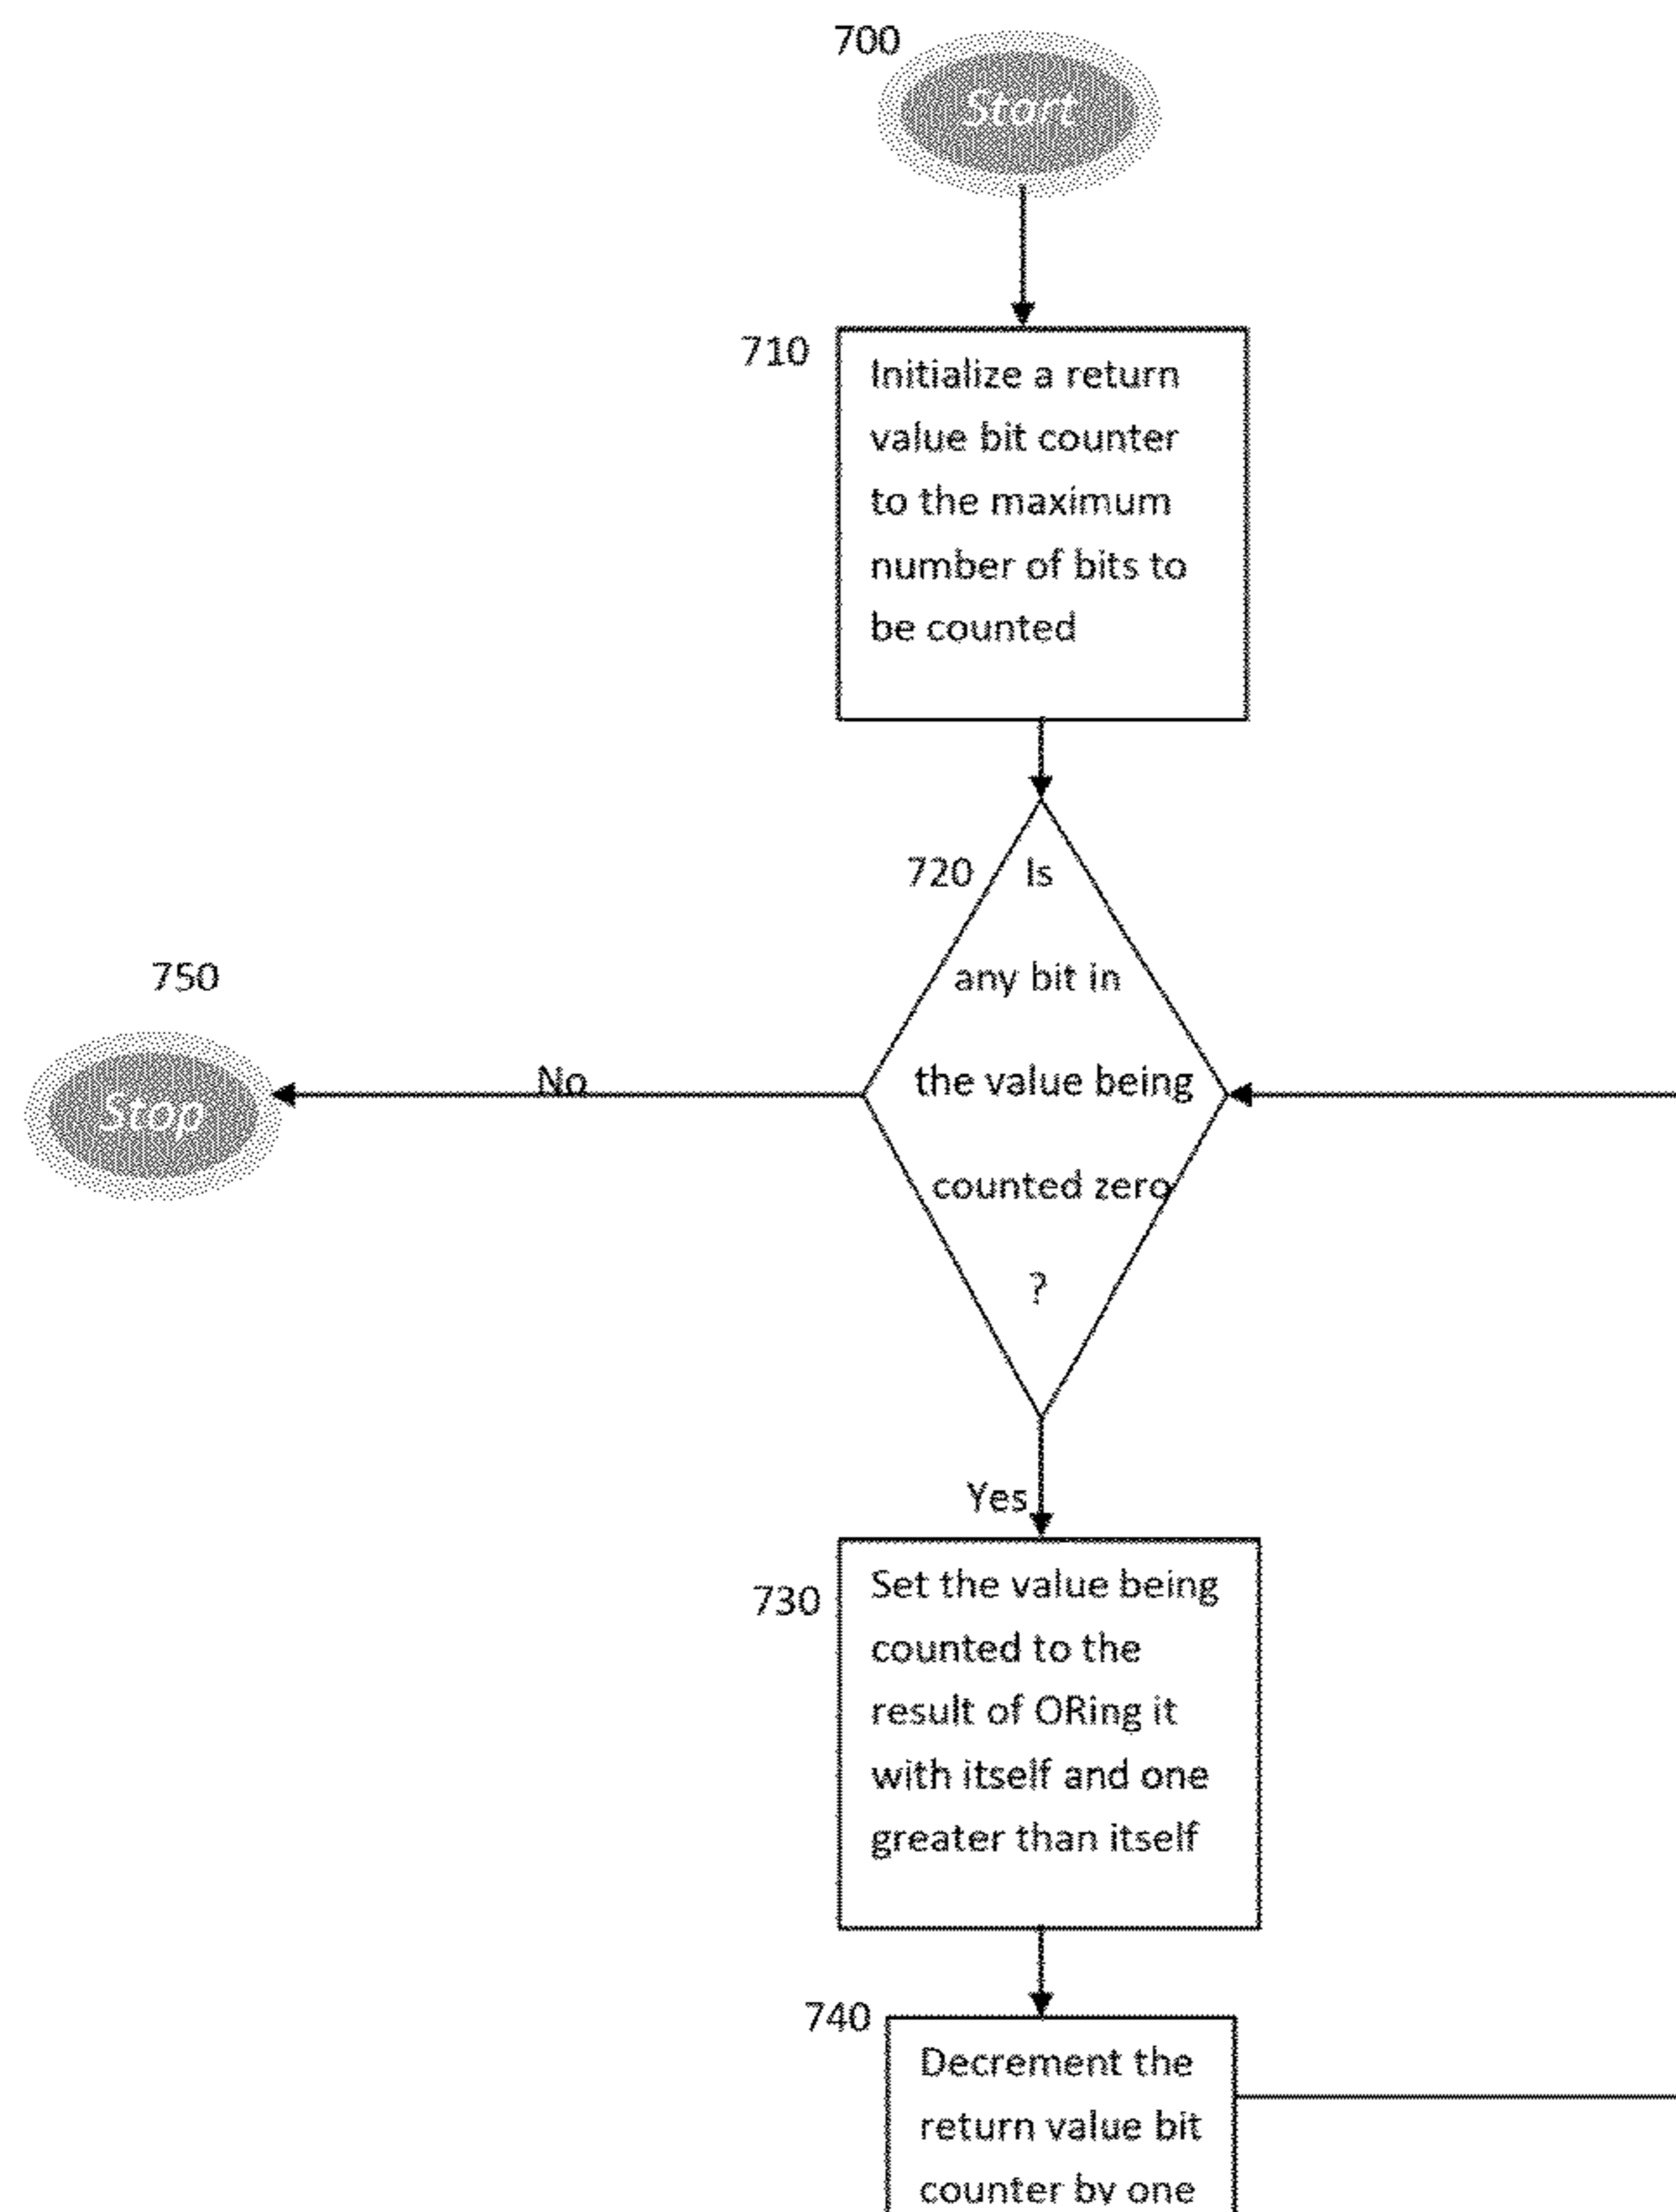 700
Start
710
Initialize a return
value bit counter
to the maximum
number of bits to
be counted
720
Is
any bit in
the value being
counted zero
?
750
Stop
No
Yes
730
Set the value being
counted to the
result of ORing it
with itself and one
greater than itself
740
Decrement the
return value bit
counter by one